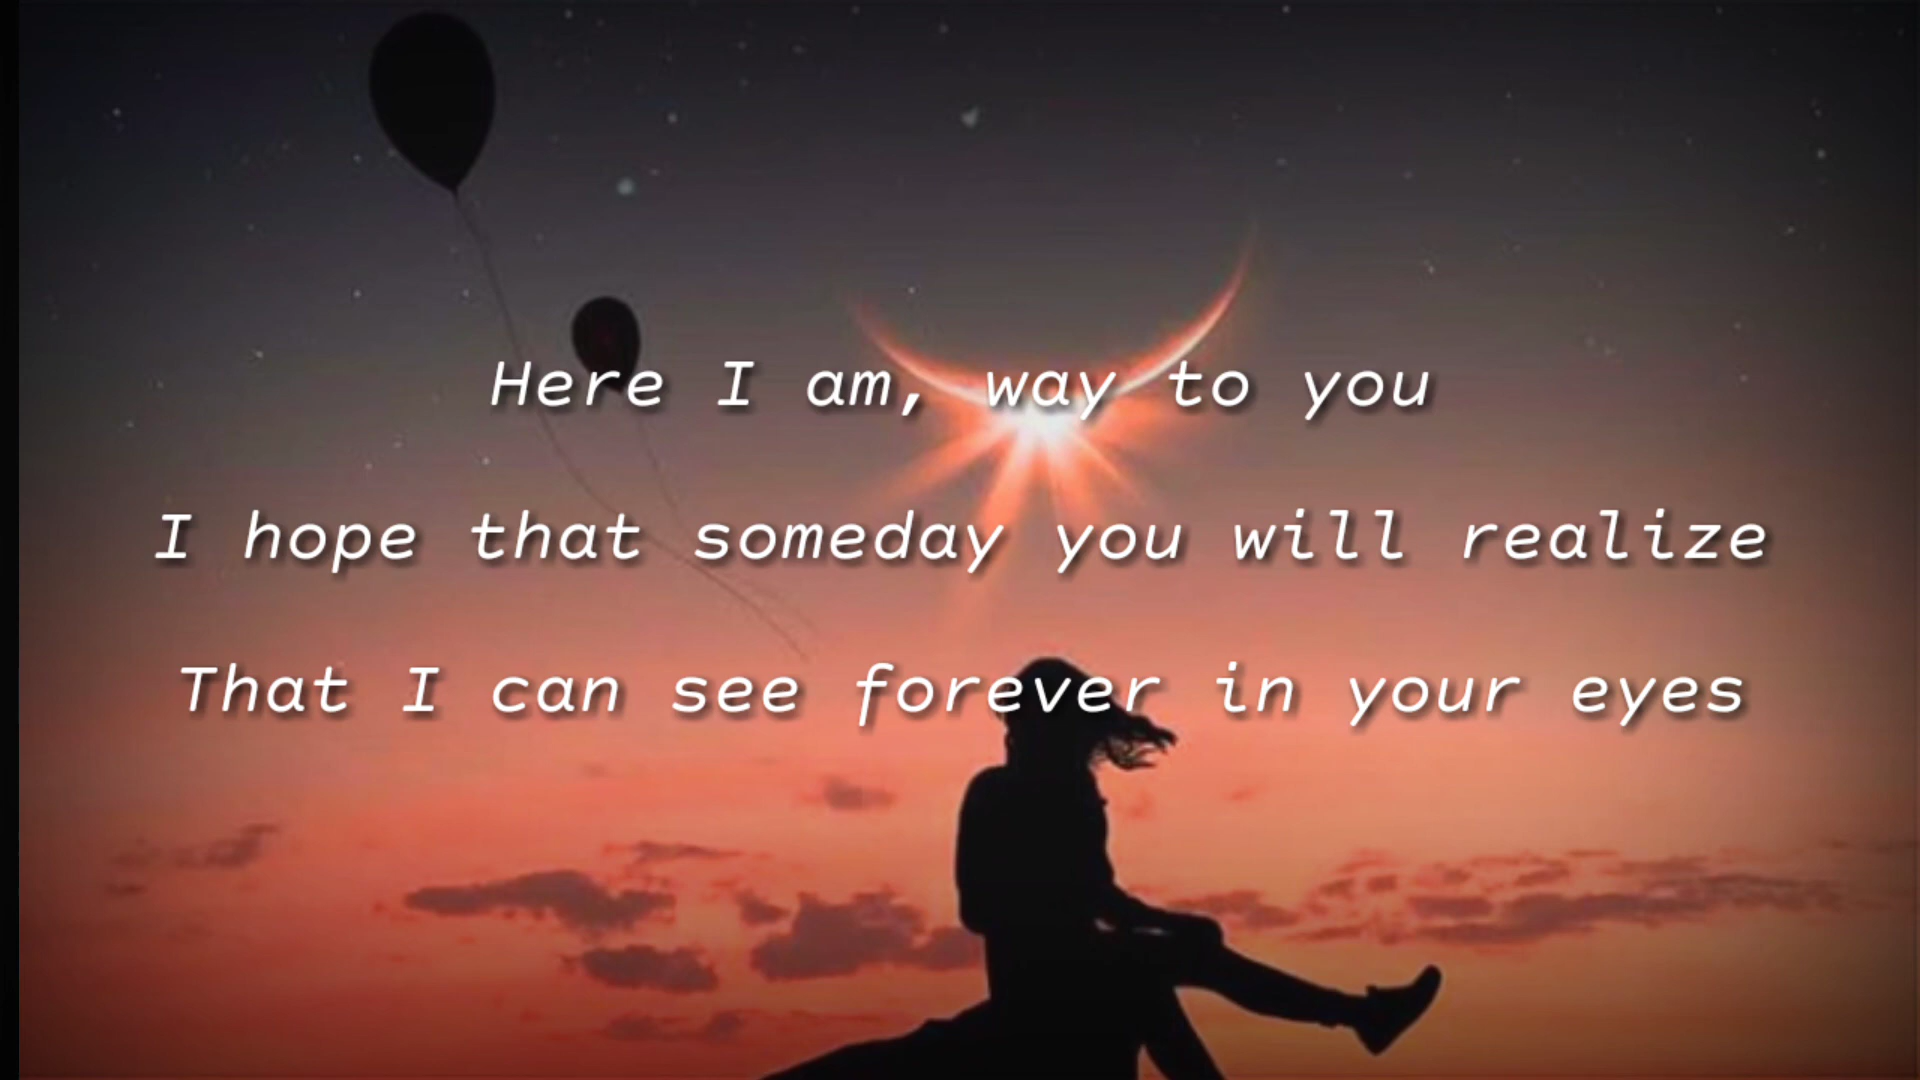 Here I am, way to you
I hope that someday you will realize
That I can see forever in your eyes